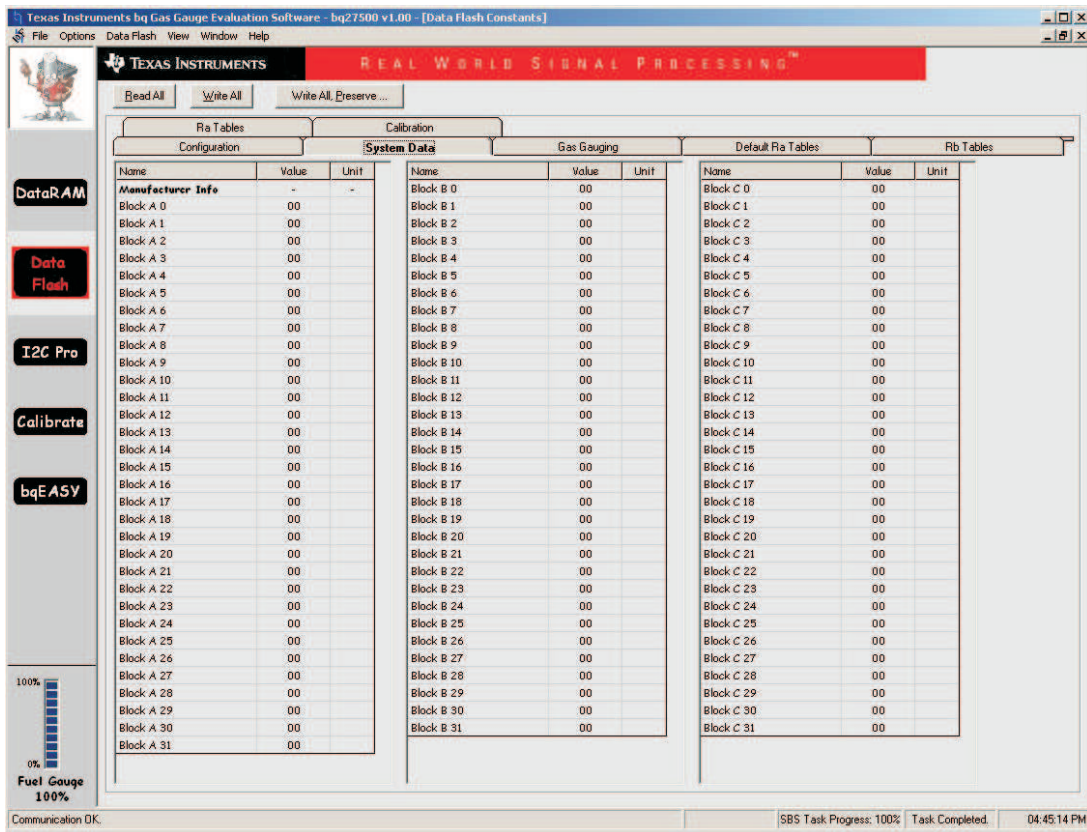 Texas Instruments bq Gas Gauge Evaluation Software - bq27500 v1.00 - [Data Flash Constants]
File Options Data Flash View Window Help
TEXAS INSTRUMENTS REAL WORLD SIGNAL PROCESSING™
Read All Write All Write All, Preserve ...
Ra Tables Calibration
Configuration System Data Gas Gauging Default Ra Tables Rb Tables
DataRAM
Data
Flash
I2C Pro
Calibrate
bqEASY
100%
0%
Fuel Gauge
100%
Name Value Unit
Manufacturer Info - -
Block A 0 00
Block A 1 00
Block A 2 00
Block A 3 00
Block A 4 00
Block A 5 00
Block A 6 00
Block A 7 00
Block A 8 00
Block A 9 00
Block A 10 00
Block A 11 00
Block A 12 00
Block A 13 00
Block A 14 00
Block A 15 00
Block A 16 00
Block A 17 00
Block A 18 00
Block A 19 00
Block A 20 00
Block A 21 00
Block A 22 00
Block A 23 00
Block A 24 00
Block A 25 00
Block A 26 00
Block A 27 00
Block A 28 00
Block A 29 00
Block A 30 00
Block A 31 00
Name Value Unit
Block B 0 00
Block B 1 00
Block B 2 00
Block B 3 00
Block B 4 00
Block B 5 00
Block B 6 00
Block B 7 00
Block B 8 00
Block B 9 00
Block B 10 00
Block B 11 00
Block B 12 00
Block B 13 00
Block B 14 00
Block B 15 00
Block B 16 00
Block B 17 00
Block B 18 00
Block B 19 00
Block B 20 00
Block B 21 00
Block B 22 00
Block B 23 00
Block B 24 00
Block B 25 00
Block B 26 00
Block B 27 00
Block B 28 00
Block B 29 00
Block B 30 00
Block B 31 00
Name Value Unit
Block C 0 00
Block C 1 00
Block C 2 00
Block C 3 00
Block C 4 00
Block C 5 00
Block C 6 00
Block C 7 00
Block C 8 00
Block C 9 00
Block C 10 00
Block C 11 00
Block C 12 00
Block C 13 00
Block C 14 00
Block C 15 00
Block C 16 00
Block C 17 00
Block C 18 00
Block C 19 00
Block C 20 00
Block C 21 00
Block C 22 00
Block C 23 00
Block C 24 00
Block C 25 00
Block C 26 00
Block C 27 00
Block C 28 00
Block C 29 00
Block C 30 00
Block C 31 00
Communication OK. SBS Task Progress: 100% Task Completed. 04:45:14 PM